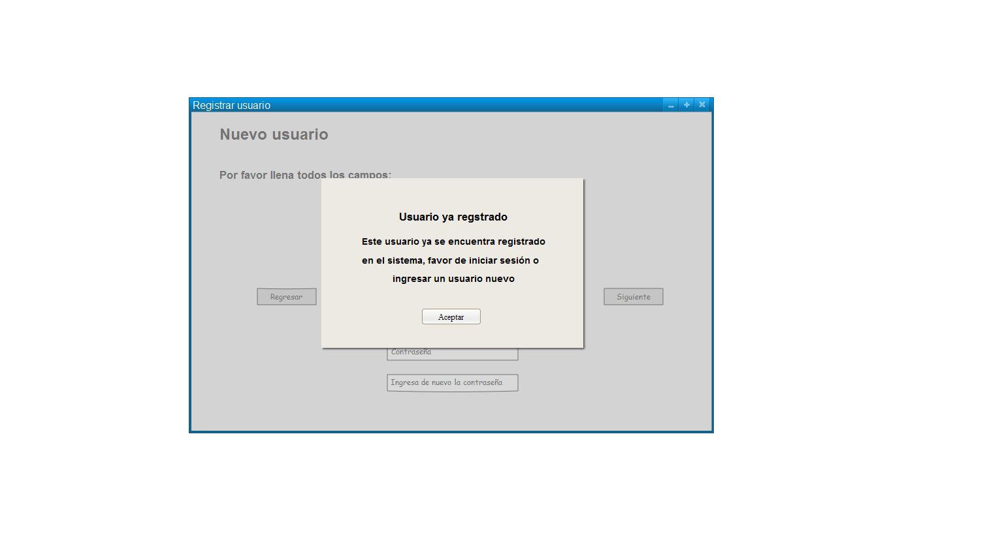 Registrar usuario
Nuevo usuario
Por favor llena todos los campos:
Usuario ya regstrado
Este usuario ya se encuentra registrado
en el sistema, favor de iniciar sesión o
ingresar un usuario nuevo
Regresar
Siguiente
Aceptar
Contraseña
Ingresa de nuevo la contraseña